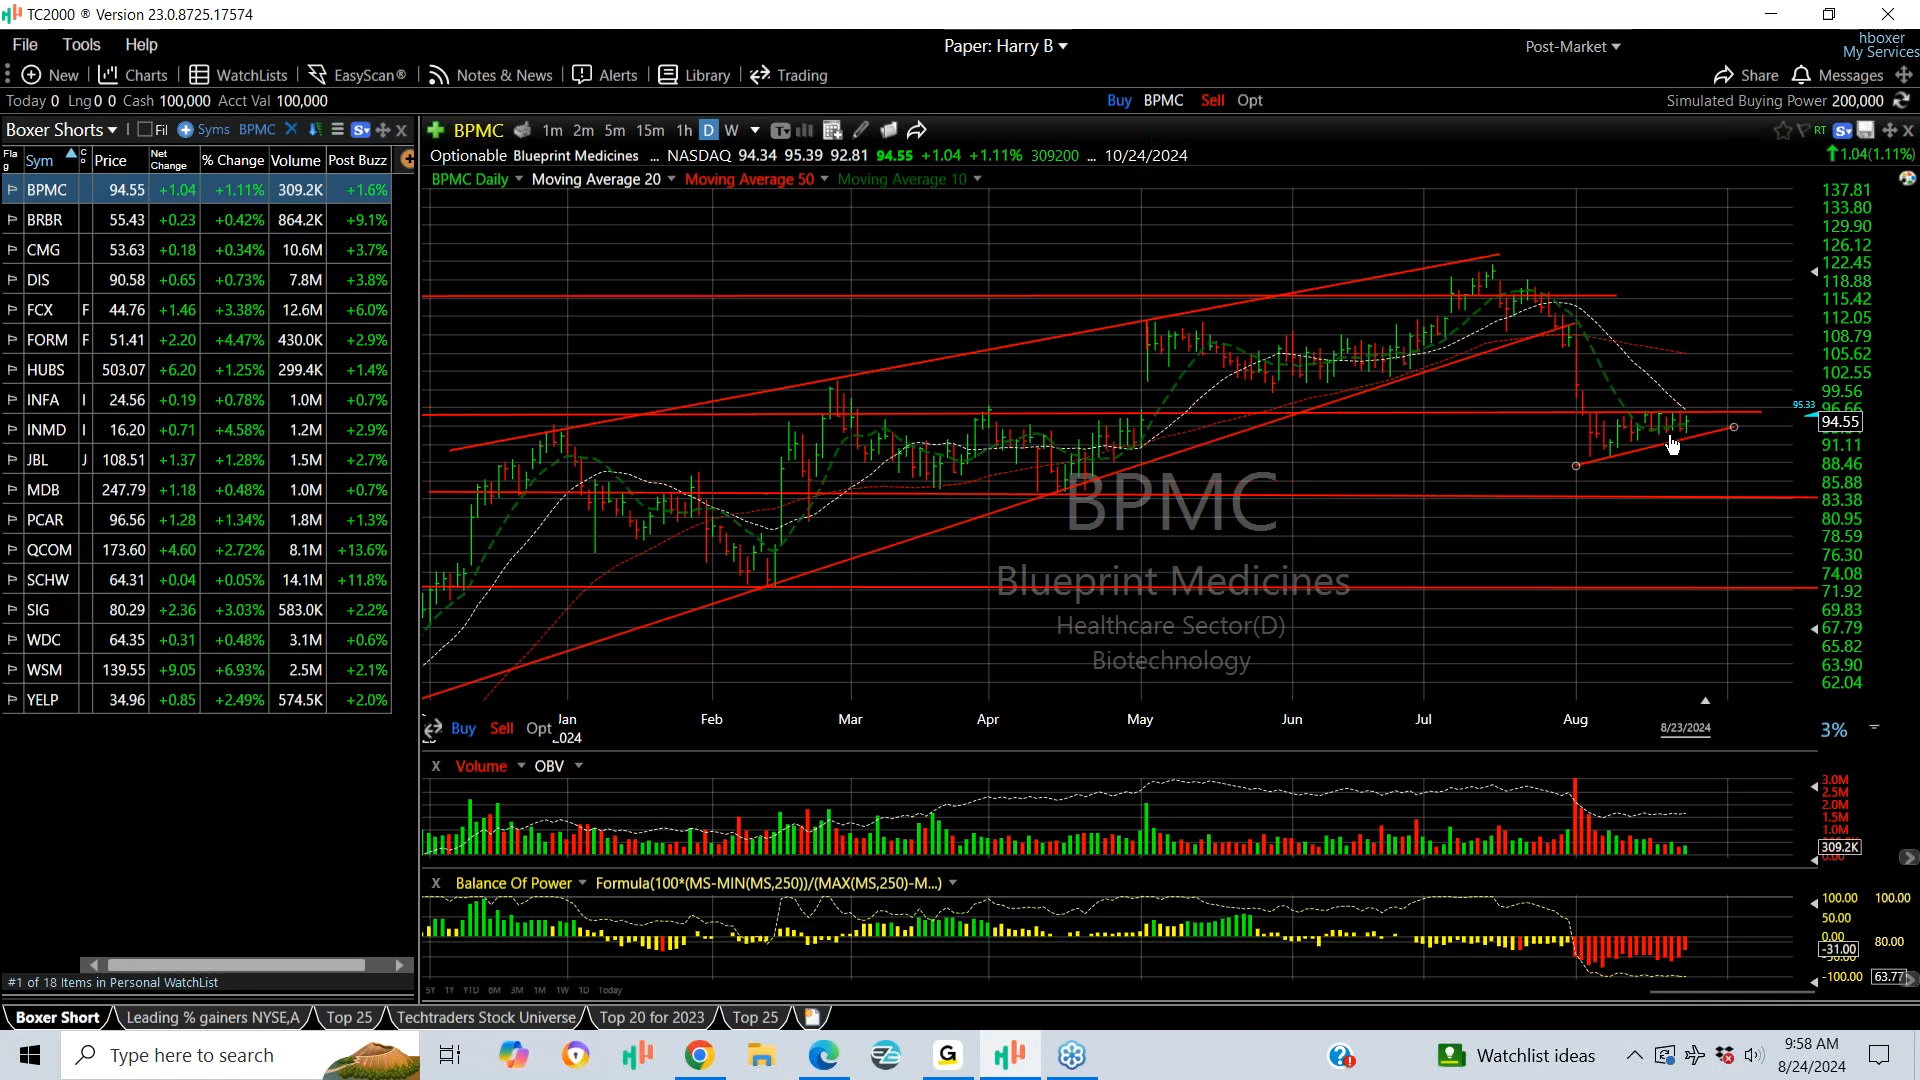 TC2000 ® Version 23.0.8725.17574
File Tools Help
Paper: Harry B
Post-Market
hboxer
My Services
New Charts WatchLists EasyScan® Notes & News Alerts Library Trading
Share Messages
Today 0 Lng 0 0 Cash 100,000 Acct Val 100,000
Buy BPMC Sell Opt
Simulated Buying Power 200,000
Boxer Shorts Fil Syms BPMC
Flag Sym Price Net Change % Change Volume Post Buzz
BPMC 94.55 +1.04 +1.11% 309.2K +1.6%
BRBR 55.43 +0.23 +0.42% 864.2K +9.1%
CMG 53.63 +0.18 +0.34% 10.6M +3.7%
DIS 90.58 +0.65 +0.73% 7.8M +3.8%
FCX F 44.76 +1.46 +3.38% 12.6M +6.0%
FORM F 51.41 +2.20 +4.47% 430.0K +2.9%
HUBS 503.07 +6.20 +1.25% 299.4K +1.4%
INFA I 24.56 +0.19 +0.78% 1.0M +0.7%
INMD I 16.20 +0.71 +4.58% 1.2M +2.9%
JBL J 108.51 +1.37 +1.28% 1.5M +2.7%
MDB 247.79 +1.18 +0.48% 1.0M +0.7%
PCAR 96.56 +1.28 +1.34% 1.8M +1.3%
QCOM 173.60 +4.60 +2.72% 8.1M +13.6%
SCHW 64.31 +0.04 +0.05% 14.1M +11.8%
SIG 80.29 +2.36 +3.03% 583.0K +2.2%
WDC 64.35 +0.31 +0.48% 3.1M +0.6%
WSM 139.55 +9.05 +6.93% 2.5M +2.1%
YELP 34.96 +0.85 +2.49% 574.5K +2.0%
#1 of 18 Items in Personal WatchList
BPMC 1m 2m 5m 15m 1h D W
RT
Optionable Blueprint Medicines ... NASDAQ 94.34 95.39 92.81 94.55 +1.04 +1.11% 309200 ... 10/24/2024
1.04(1.11%)
BPMC Daily Moving Average 20 Moving Average 50 Moving Average 10
137.81
133.80
129.90
126.12
122.45
118.88
115.42
112.05
108.79
105.62
102.55
99.56
95.33
96.66
94.55
91.11
88.46
85.88
83.38
80.95
78.59
76.30
74.08
71.92
69.83
67.79
65.82
63.90
62.04
BPMC
Blueprint Medicines
Healthcare Sector(D)
Biotechnology
Jan Feb Mar Apr May Jun Jul Aug
2024
8/23/2024
Buy Sell Opt
3%
X Volume OBV
3.0M
2.5M
2.0M
1.5M
1.0M
309.2K
0.00
X Balance Of Power Formula(100*(MS-MIN(MS,250))/(MAX(MS,250)-M...)
100.00 100.00
50.00
0.00 80.00
-31.00
-100.00 63.77
5Y 1Y YTD 6M 3M 1M 1W 1D Today
Boxer Short Leading % gainers NYSE,A Top 25 Techtraders Stock Universe Top 20 for 2023 Top 25
Type here to search
Watchlist ideas
9:58 AM
8/24/2024